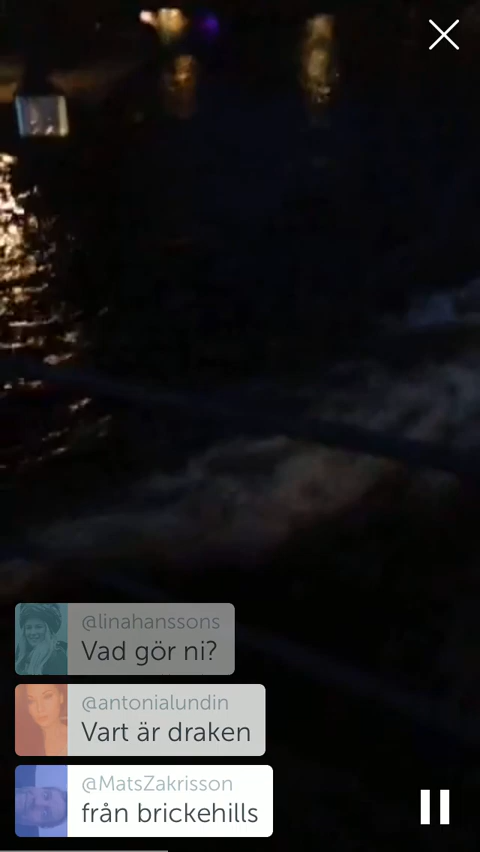 @linahanssons
Vad gör ni?
@antonialundin
Vart är draken
@MatsZakrisson
från brickehills